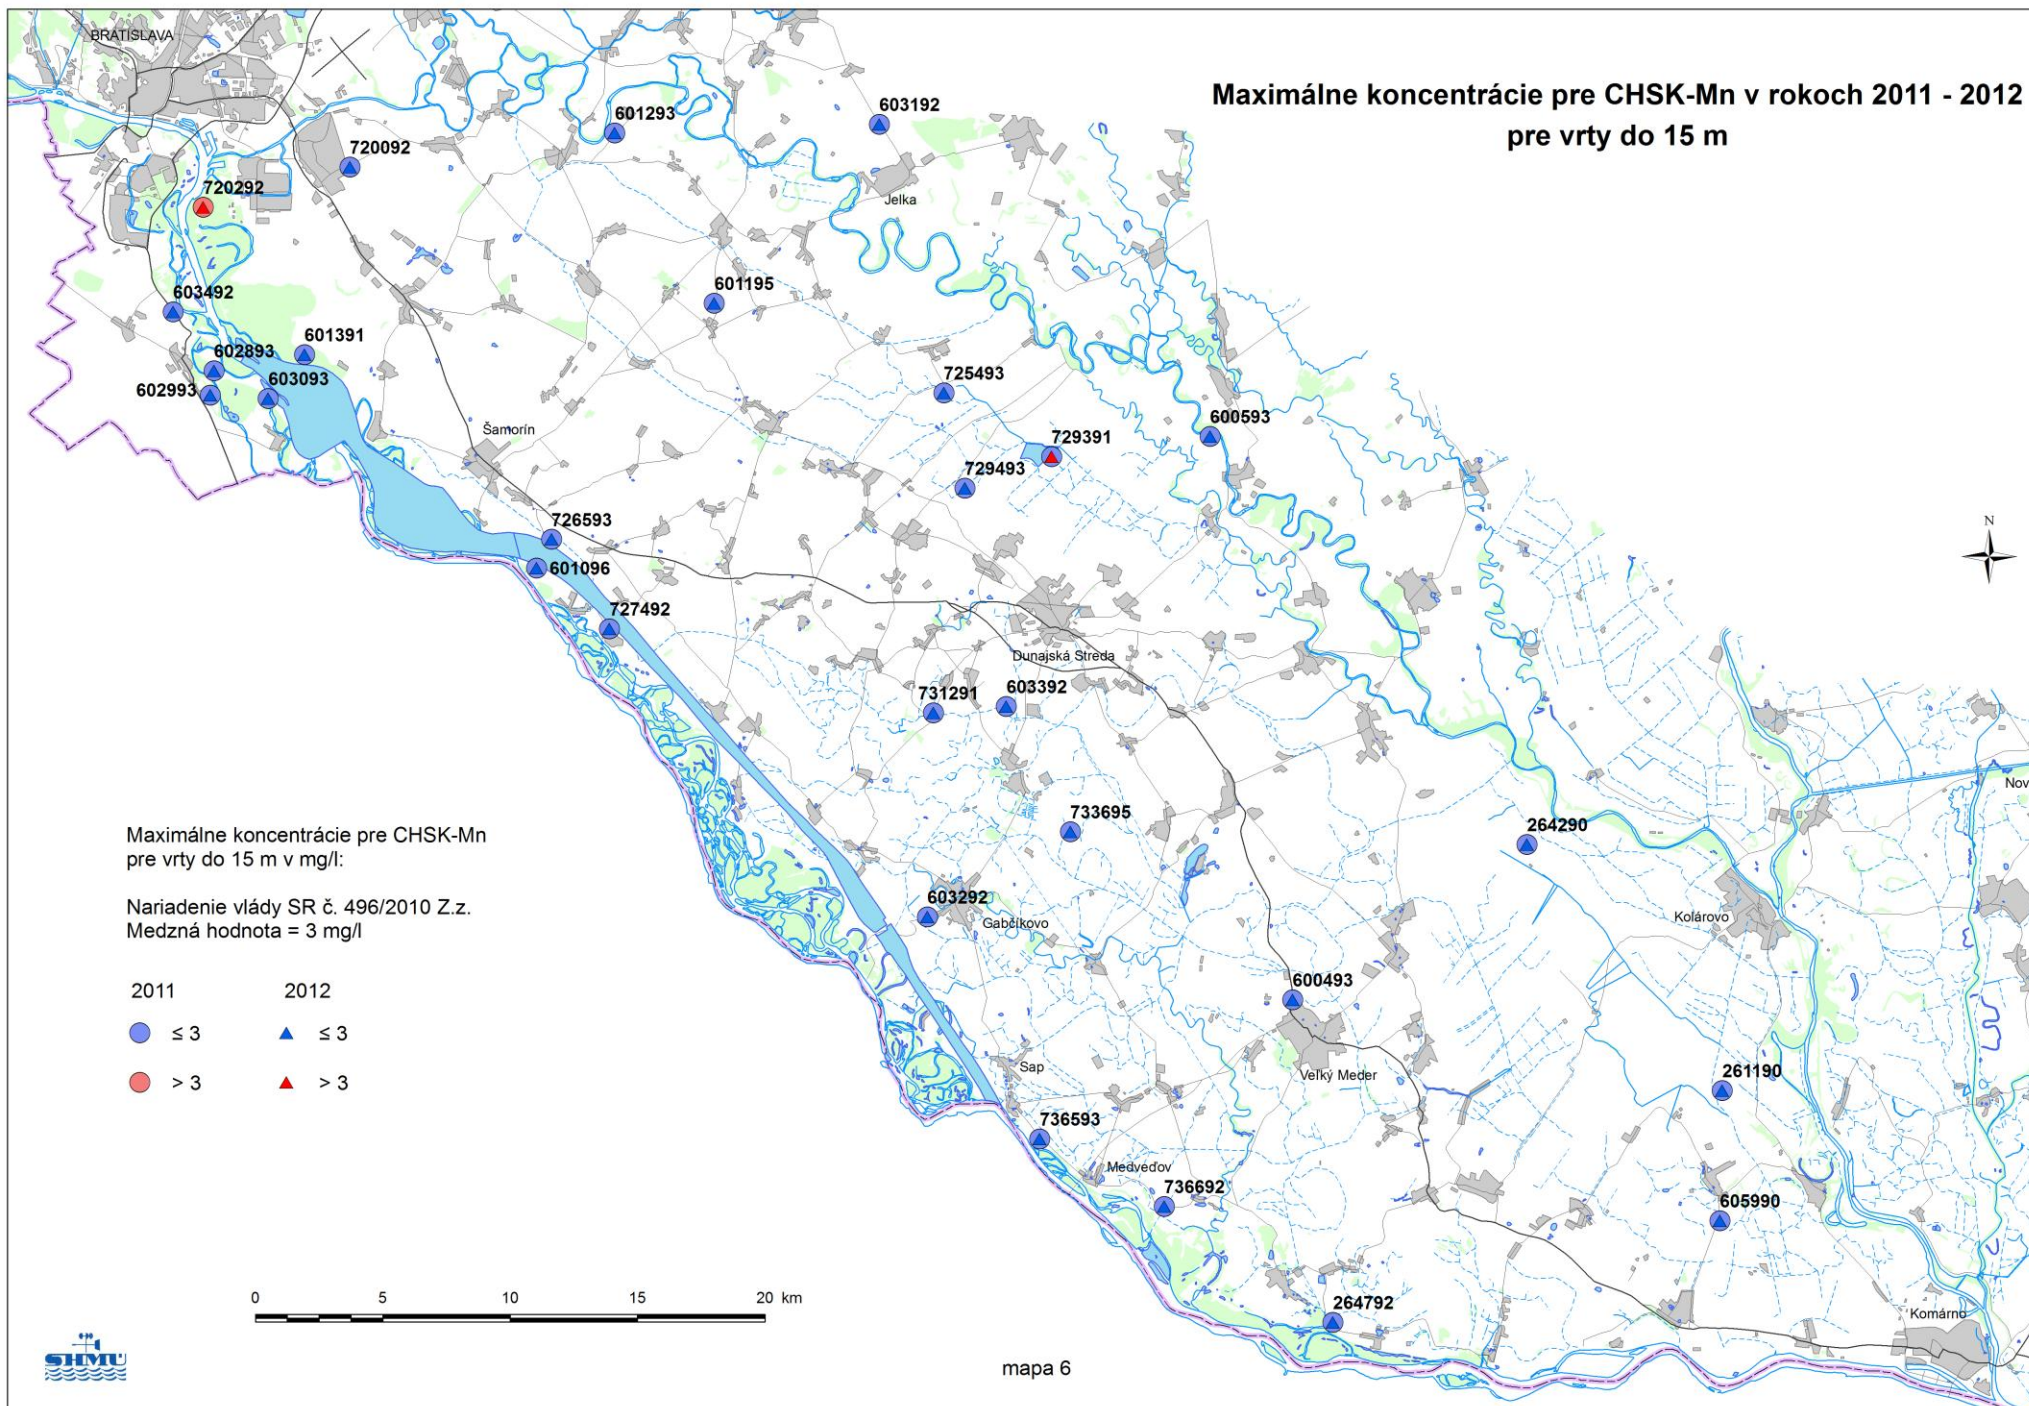 BRATISLAVA
Maximálne koncentrácie pre CHSK-Mn v rokoch 2011 - 2012
pre vrty do 15 m
603192
601293
720092
720292
Jelka
603492
601195
601391
602893
603093
602993
725493
600593
Šamorín
729391
729493
726593
601096
N
727492
Dunajská Streda
731291
603392
Nov
733695
264290
Maximálne koncentrácie pre CHSK-Mn
pre vrty do 15 m v mg/l:
Nariadenie vlády SR č. 496/2010 Z.z.
Medzná hodnota = 3 mg/l
2011 2012
≤ 3 ≤ 3
> 3 > 3
603292
Gabčíkovo
Kolárovo
600493
Sap
Veľký Meder
261190
736593
Medveďov
736692
605990
264792
Komárno
0 5 10 15 20 km
SHMÚ
mapa 6